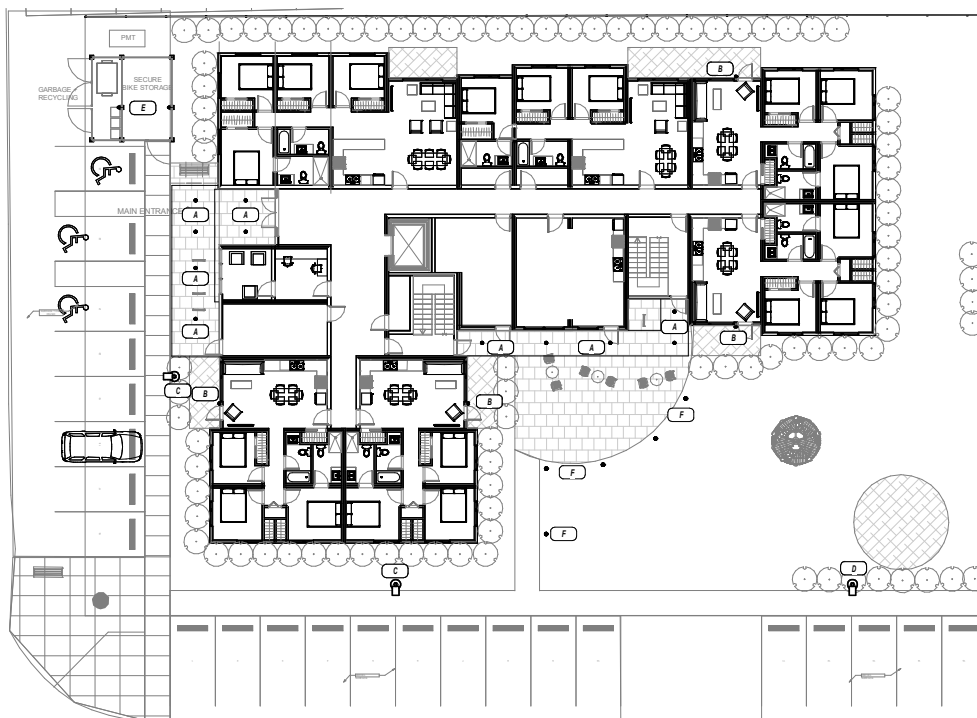 PMT
GARBAGE /
RECYCLING
SECURE
BIKE STORAGE
E
B
MAIN ENTRANCE
A
A
A
A
A
A
A
B
C
B
B
F
F
F
C
D